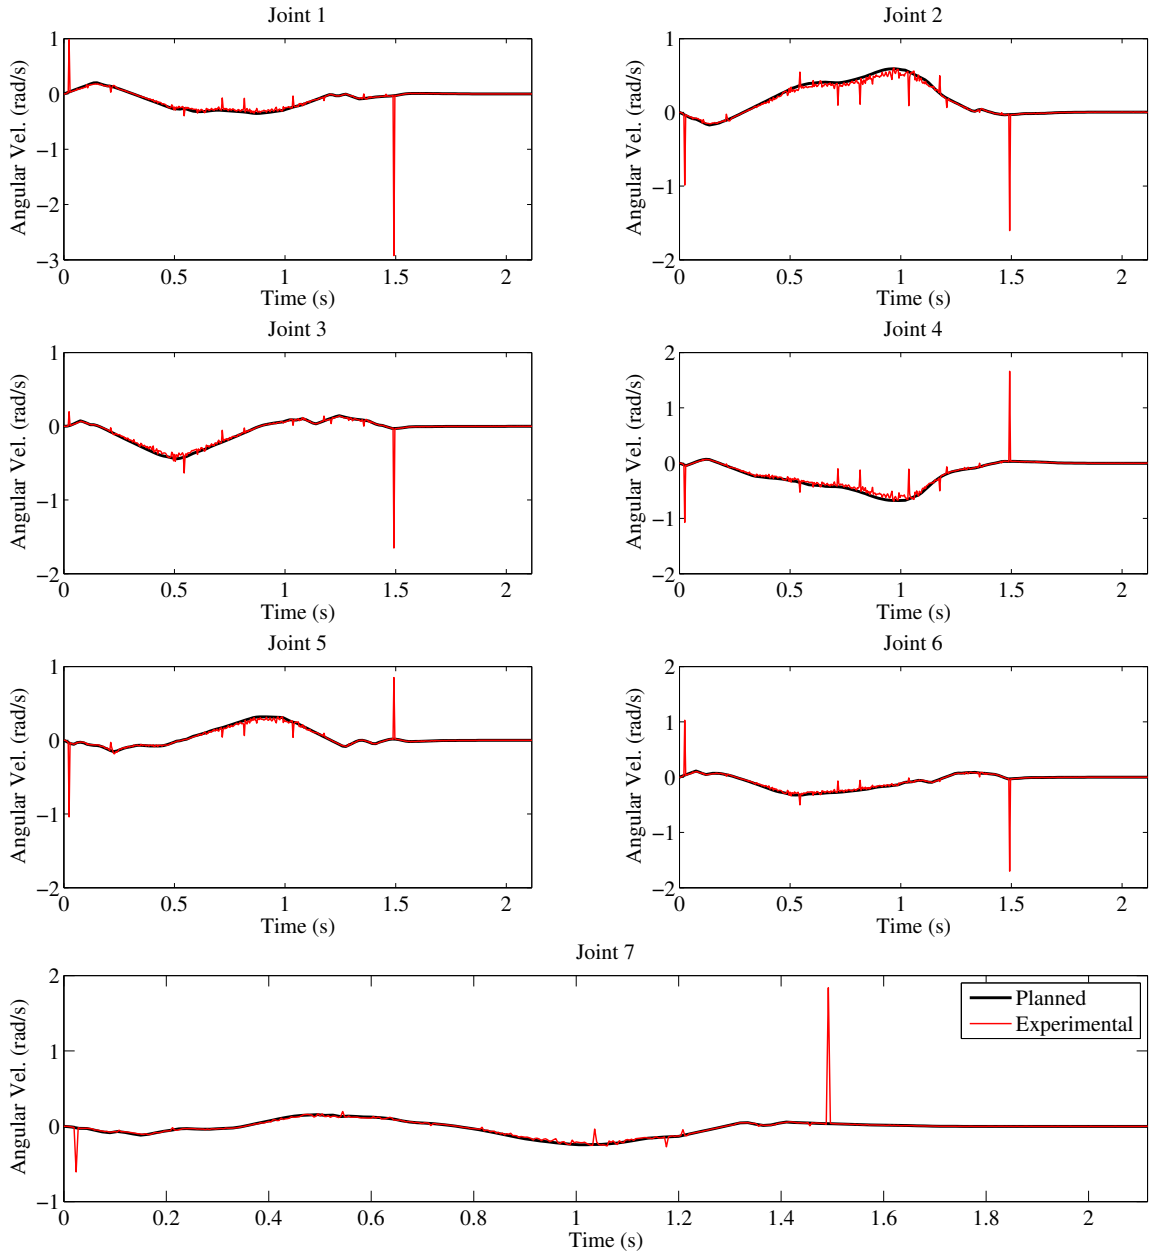 Joint 1
1
0
−1
−2
−3
Angular Vel. (rad/s)
0 0.5 1 1.5 2
Time (s)
Joint 2
1
0
−1
−2
Angular Vel. (rad/s)
0 0.5 1 1.5 2
Time (s)
Joint 3
1
0
−1
−2
Angular Vel. (rad/s)
0 0.5 1 1.5 2
Time (s)
Joint 4
2
1
0
−1
−2
Angular Vel. (rad/s)
0 0.5 1 1.5 2
Time (s)
Joint 5
1
0
−1
−2
Angular Vel. (rad/s)
0 0.5 1 1.5 2
Time (s)
Joint 6
2
1
0
−1
−2
Angular Vel. (rad/s)
0 0.5 1 1.5 2
Time (s)
Joint 7
2
1
0
−1
Angular Vel. (rad/s)
Planned
Experimental
0 0.2 0.4 0.6 0.8 1 1.2 1.4 1.6 1.8 2
Time (s)